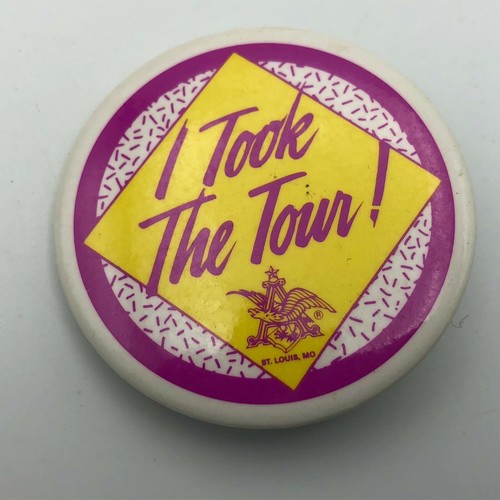 I Took
The Tour!
A ®
ST. LOUIS, MO